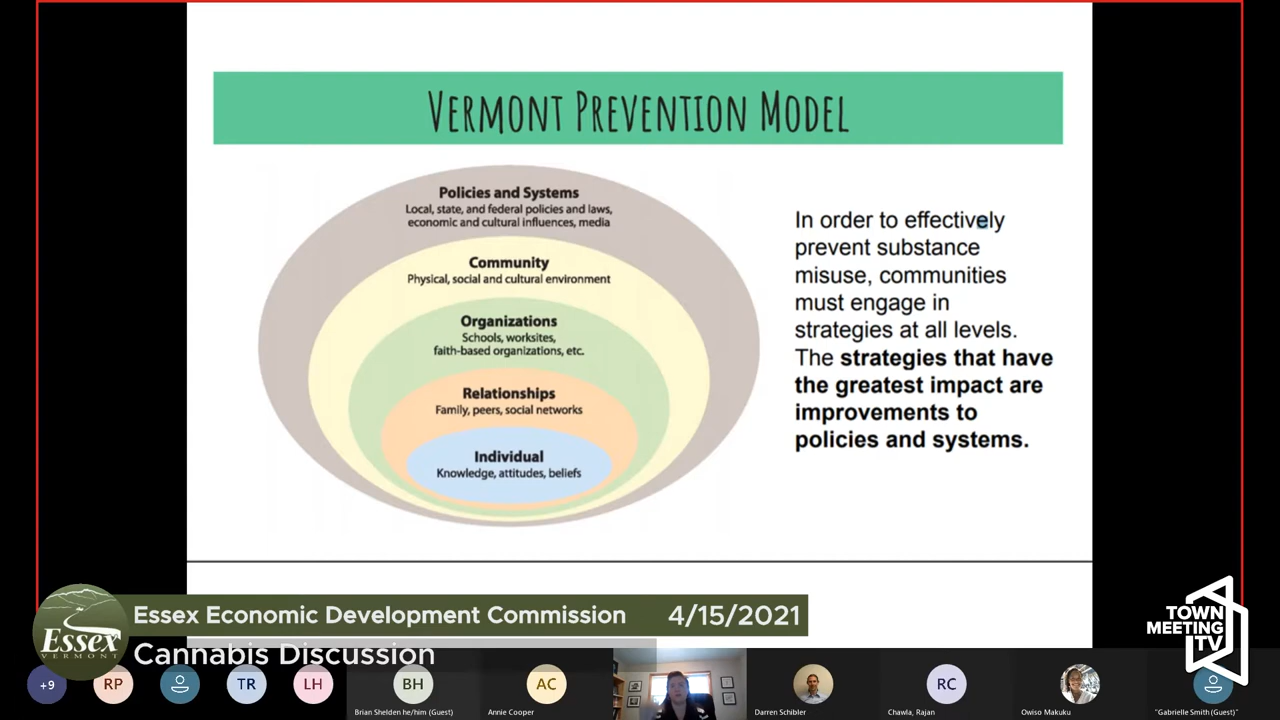 VERMONT PREVENTION MODEL
Policies and Systems
Local, state, and federal policies and laws,
economic and cultural influences, media
Community
Physical, social and cultural environment
Organizations
Schools, worksites,
faith-based organizations, etc.
Relationships
Family, peers, social networks
Individual
Knowledge, attitudes, beliefs
In order to effectively
prevent substance
misuse, communities
must engage in
strategies at all levels.
The strategies that have
the greatest impact are
improvements to
policies and systems.
Essex
VERMONT
Essex Economic Development Commission 4/15/2021
Cannabis Discussion
TOWN
MEETING
TV
+9
RP
TR
LH
BH
AC
RC
Brian Shelden he/him (Guest)
Annie Cooper
Darren Schibler
Chawla, Rajan
Owiso Makuku
"Gabrielle Smith (Guest)"